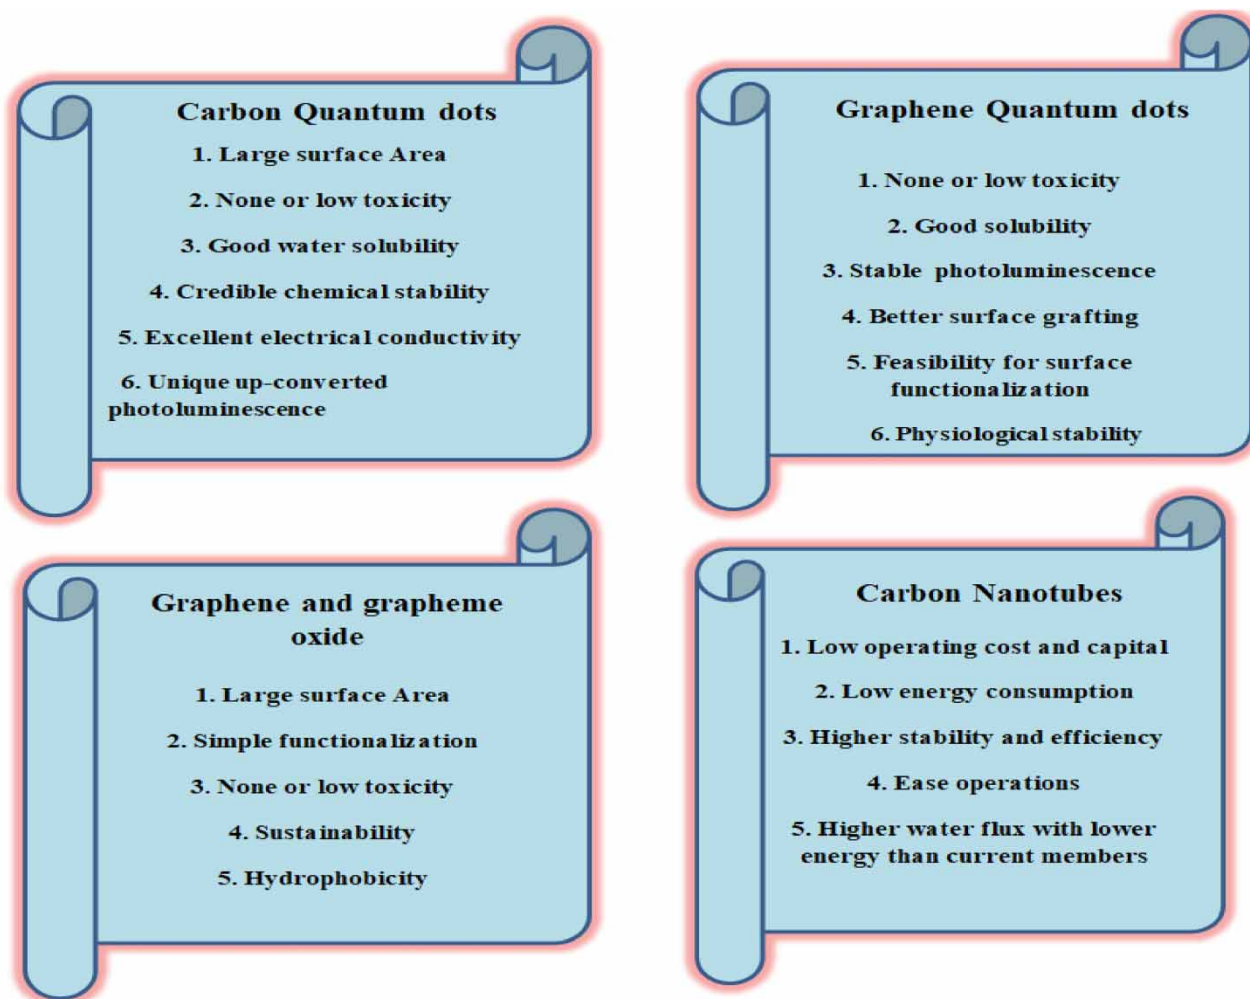 Carbon Quantum dots
1. Large surface Area
2. None or low toxicity
3. Good water solubility
4. Credible chemical stability
5. Excellent electrical conductivity
6. Unique up-converted
photoluminescence
Graphene Quantum dots
1. None or low toxicity
2. Good solubility
3. Stable photoluminescence
4. Better surface grafting
5. Feasibility for surface
functionalization
6. Physiological stability
Graphene and grapheme
oxide
1. Large surface Area
2. Simple functionalization
3. None or low toxicity
4. Sustainability
5. Hydrophobicity
Carbon Nanotubes
1. Low operating cost and capital
2. Low energy consumption
3. Higher stability and efficiency
4. Ease operations
5. Higher water flux with lower
energy than current members